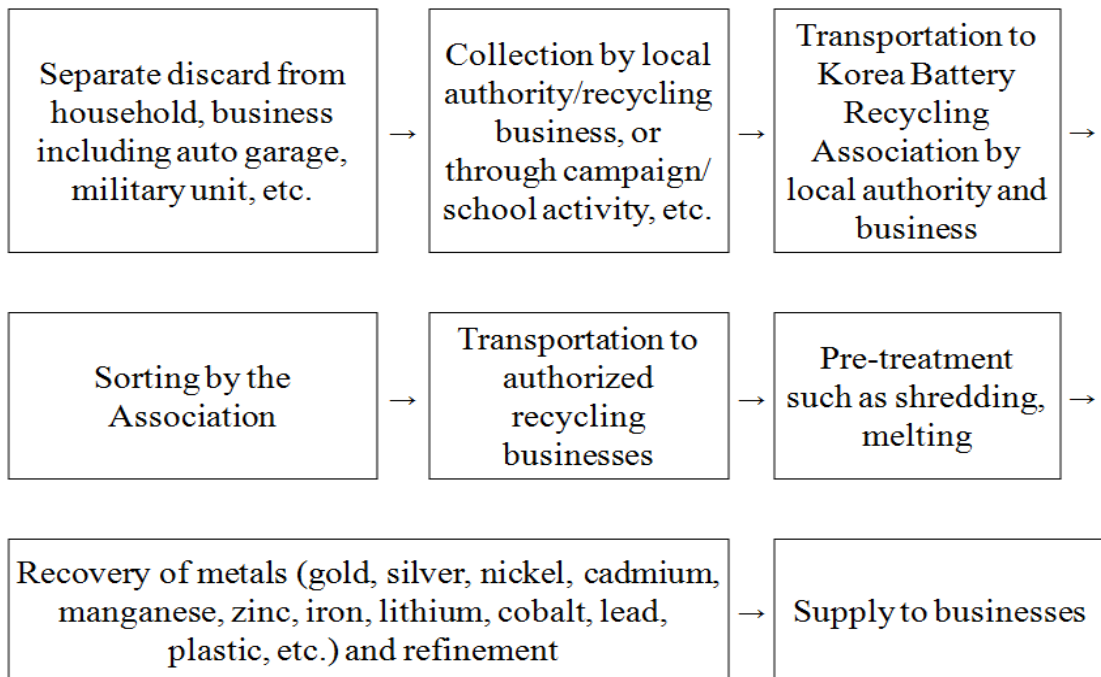 Separate discard from
household, business
including auto garage,
military unit, etc.
→
Collection by local
authority/recycling
business, or
through campaign/
school activity, etc.
→
Transportation to
Korea Battery
Recycling
Association by
local authority and
business
→
Sorting by the
Association
→
Transportation to
authorized
recycling
businesses
→
Pre-treatment
such as shredding,
melting
→
Recovery of metals (gold, silver, nickel, cadmium,
manganese, zinc, iron, lithium, cobalt, lead,
plastic, etc.) and refinement
→
Supply to businesses